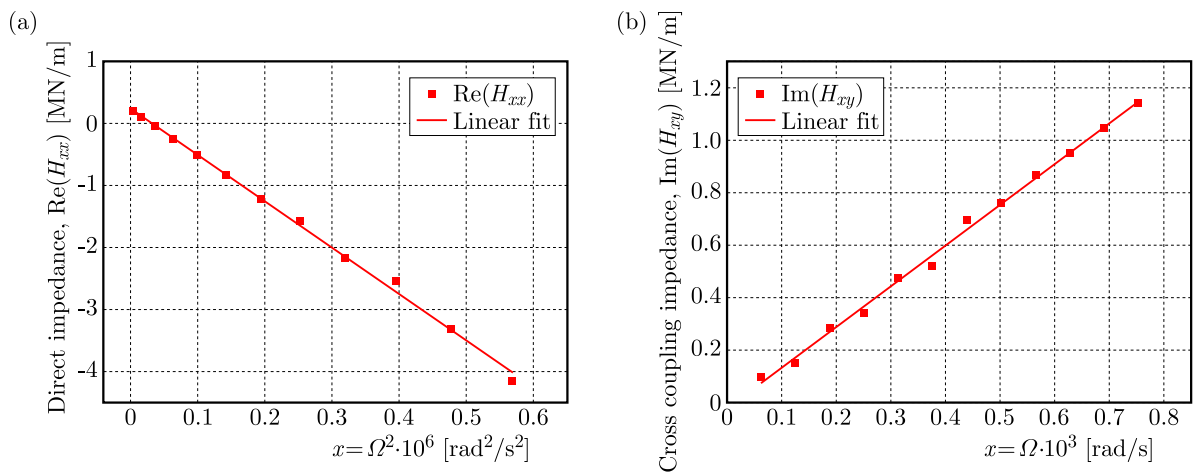 (a)
Direct impedance, Re(Hxx) [MN/m]
1
0
-1
-2
-3
-4
Re(Hxx)
Linear fit
0 0.1 0.2 0.3 0.4 0.5 0.6
x=Ω²·10⁶ [rad²/s²]
(b)
Cross coupling impedance, Im(Hxy) [MN/m]
1.2
1.0
0.8
0.6
0.4
0.2
0
Im(Hxy)
Linear fit
0 0.1 0.2 0.3 0.4 0.5 0.6 0.7 0.8
x=Ω·10³ [rad/s]